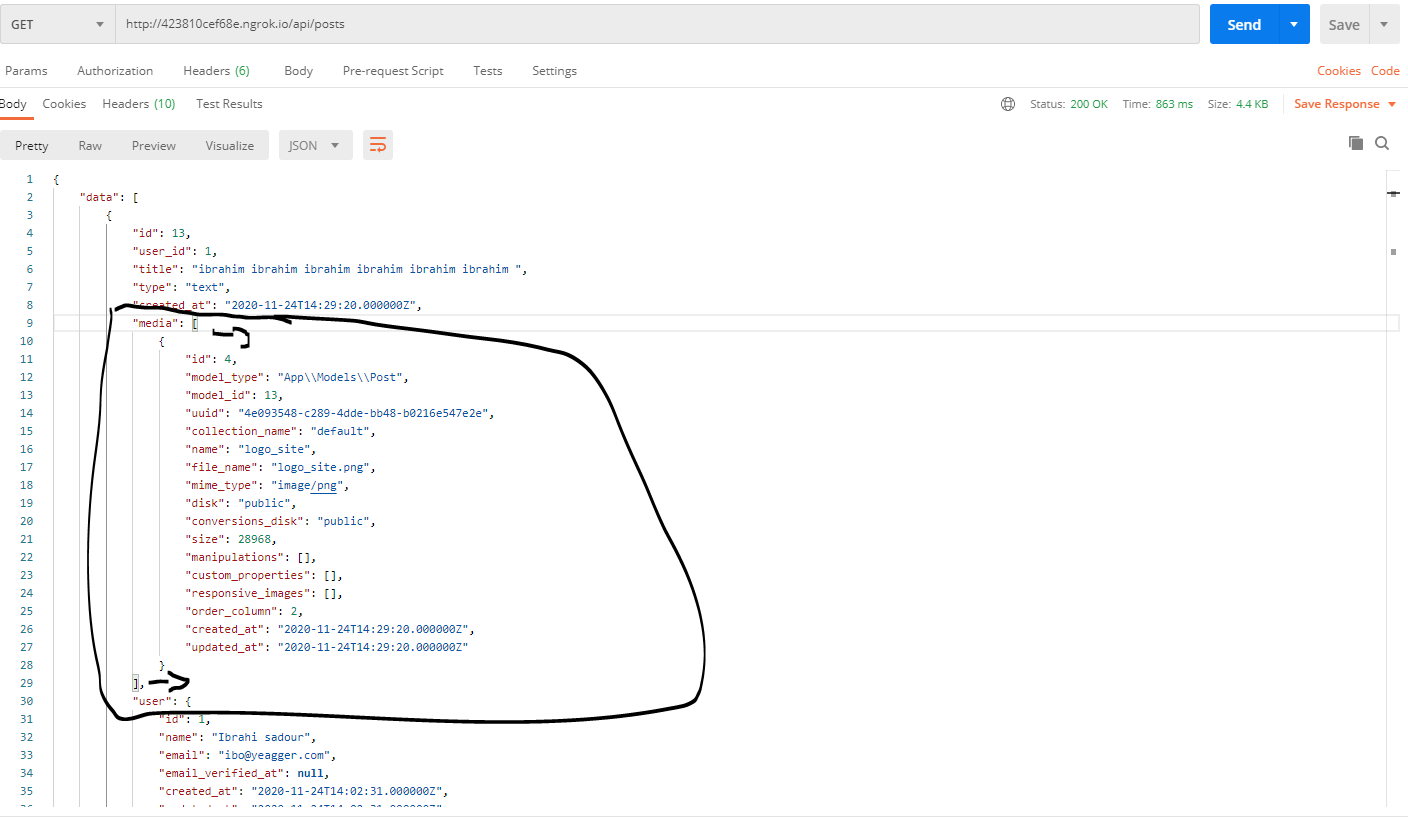 GET http://423810cef68e.ngrok.io/api/posts Send Save
Params Authorization Headers (6) Body Pre-request Script Tests Settings Cookies Code
Body Cookies Headers (10) Test Results Status: 200 OK Time: 863 ms Size: 4.4 KB Save Response
Pretty Raw Preview Visualize JSON
1 {
2 "data": [
3 {
4 "id": 13,
5 "user_id": 1,
6 "title": "ibrahim ibrahim ibrahim ibrahim ibrahim ibrahim ",
7 "type": "text",
8 "created_at": "2020-11-24T14:29:20.000000Z",
9 "media": [
10 {
11 "id": 4,
12 "model_type": "App\\Models\\Post",
13 "model_id": 13,
14 "uuid": "4e093548-c289-4dde-bb48-b0216e547e2e",
15 "collection_name": "default",
16 "name": "logo_site",
17 "file_name": "logo_site.png",
18 "mime_type": "image/png",
19 "disk": "public",
20 "conversions_disk": "public",
21 "size": 28968,
22 "manipulations": [],
23 "custom_properties": [],
24 "responsive_images": [],
25 "order_column": 2,
26 "created_at": "2020-11-24T14:29:20.000000Z",
27 "updated_at": "2020-11-24T14:29:20.000000Z"
28 }
29 ],
30 "user": {
31 "id": 1,
32 "name": "Ibrahi sadour",
33 "email": "ibo@yeagger.com",
34 "email_verified_at": null,
35 "created_at": "2020-11-24T14:02:31.000000Z",